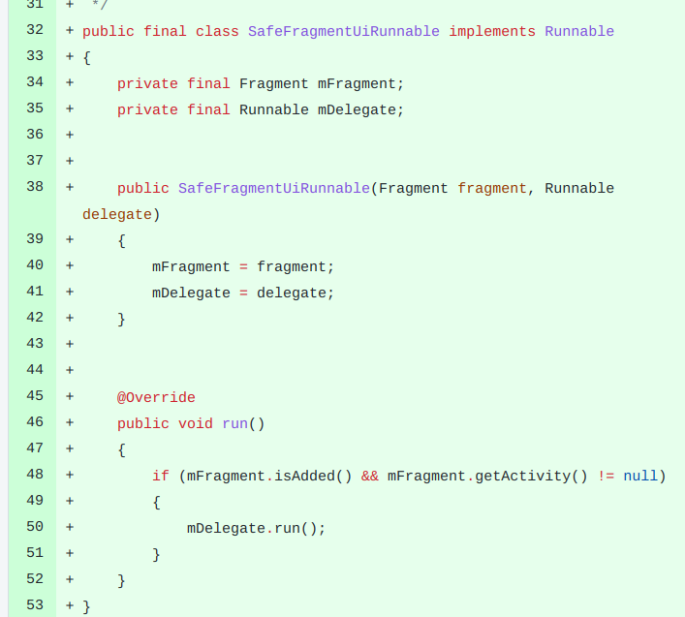 31 + */
32 + public final class SafeFragmentUiRunnable implements Runnable
33 + {
34 +     private final Fragment mFragment;
35 +     private final Runnable mDelegate;
36 +
37 +
38 +     public SafeFragmentUiRunnable(Fragment fragment, Runnable
delegate)
39 +     {
40 +         mFragment = fragment;
41 +         mDelegate = delegate;
42 +     }
43 +
44 +
45 +     @Override
46 +     public void run()
47 +     {
48 +         if (mFragment.isAdded() && mFragment.getActivity() != null)
49 +         {
50 +             mDelegate.run();
51 +         }
52 +     }
53 + }